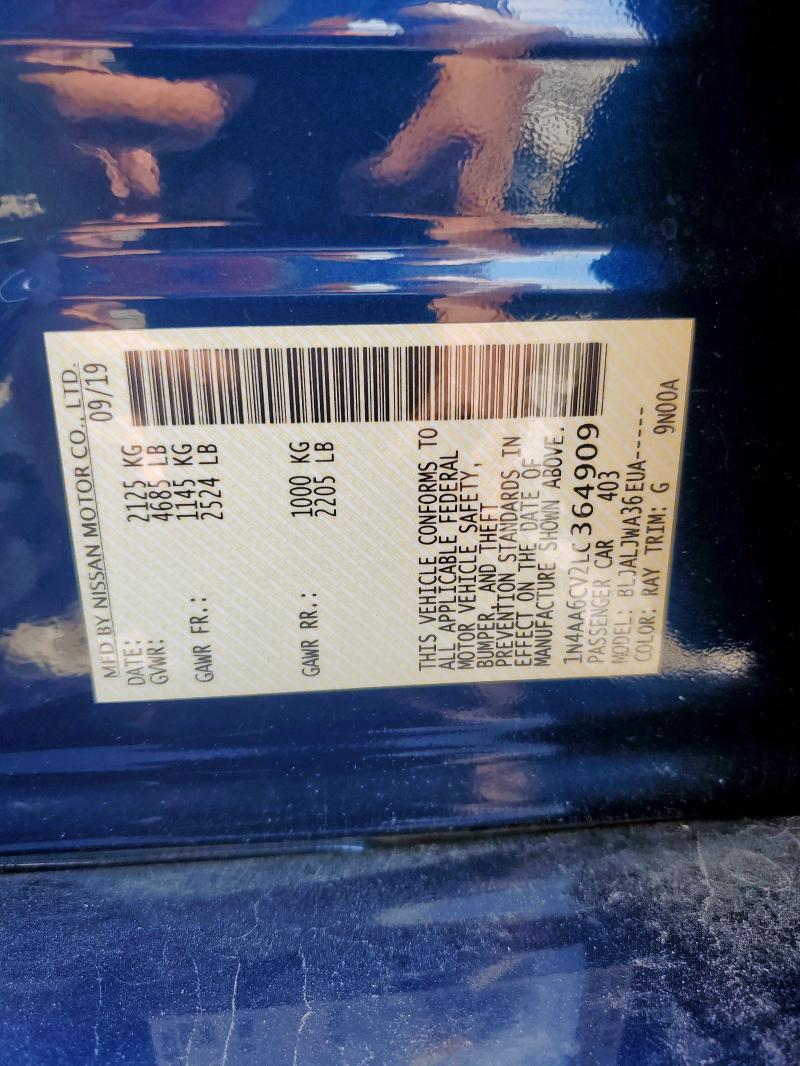 MFD BY NISSAN MOTOR CO., LTD.
DATE: 09/19
GVWR: 2125 KG
4685 LB
GAWR FR.: 1145 KG
2524 LB
GAWR RR.: 1000 KG
2205 LB
THIS VEHICLE CONFORMS TO
ALL APPLICABLE FEDERAL
MOTOR VEHICLE SAFETY,
BUMPER, AND THEFT
PREVENTION STANDARDS IN
EFFECT ON THE DATE OF
MANUFACTURE SHOWN ABOVE.
1N4AA6CV2LC364909
PASSENGER CAR 403
MODEL: BLJALJWA36EUA-----
COLOR: RAY TRIM: G 9N00A